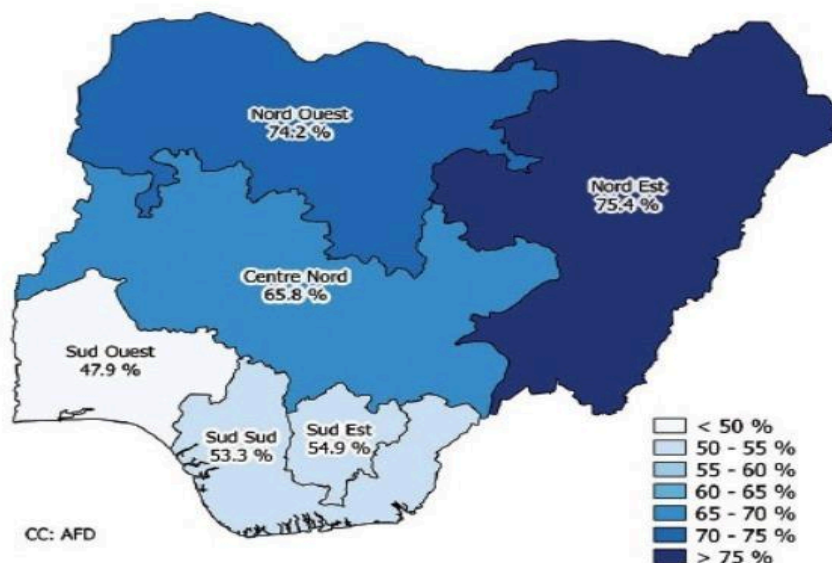 Nord Ouest
74.2 %
Nord Est
75.4 %
Centre Nord
65.8 %
Sud Ouest
47.9 %
Sud Sud
53.3 %
Sud Est
54.9 %
< 50 %
50 - 55 %
55 - 60 %
60 - 65 %
65 - 70 %
70 - 75 %
> 75 %
CC: AFD